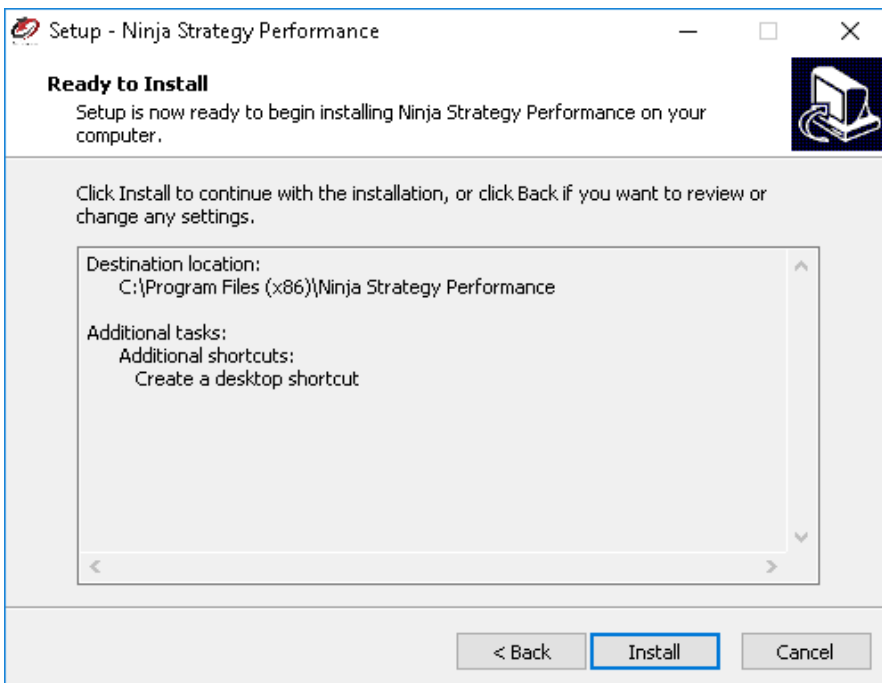 Setup - Ninja Strategy Performance
Ready to Install
Setup is now ready to begin installing Ninja Strategy Performance on your
computer.
Click Install to continue with the installation, or click Back if you want to review or
change any settings.
Destination location:
C:\Program Files (x86)\Ninja Strategy Performance
Additional tasks:
Additional shortcuts:
Create a desktop shortcut
< Back
Install
Cancel